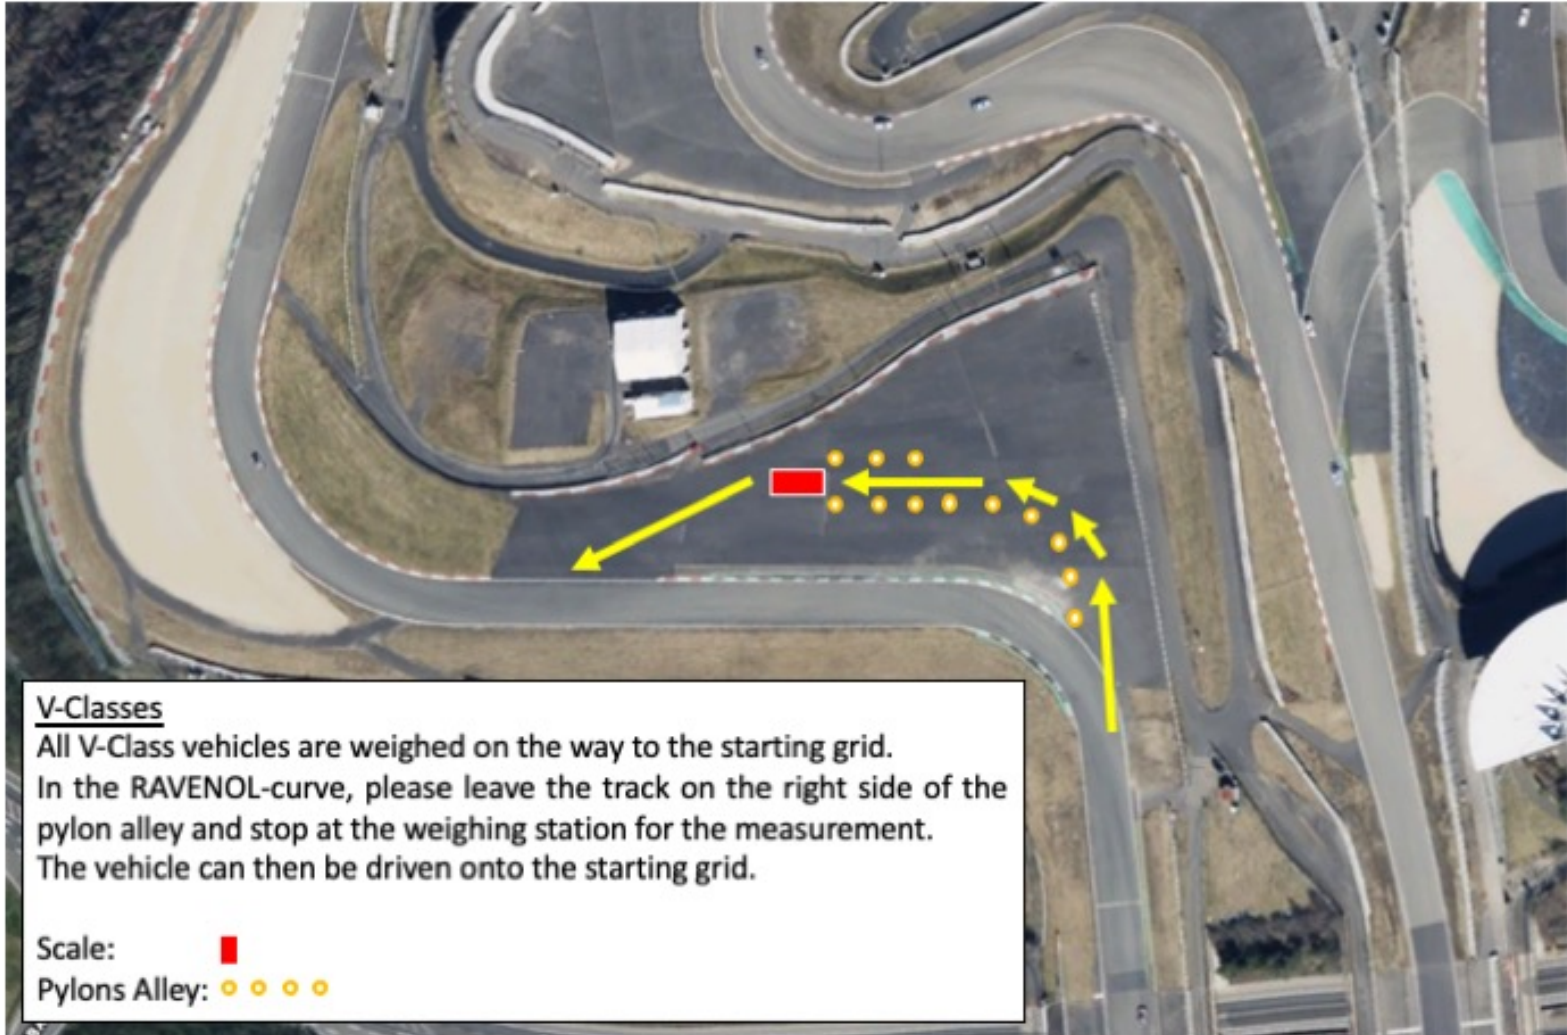 V-Classes
All V-Class vehicles are weighed on the way to the starting grid.
In the RAVENOL-curve, please leave the track on the right side of the
pylon alley and stop at the weighing station for the measurement.
The vehicle can then be driven onto the starting grid.
Scale:
Pylons Alley: